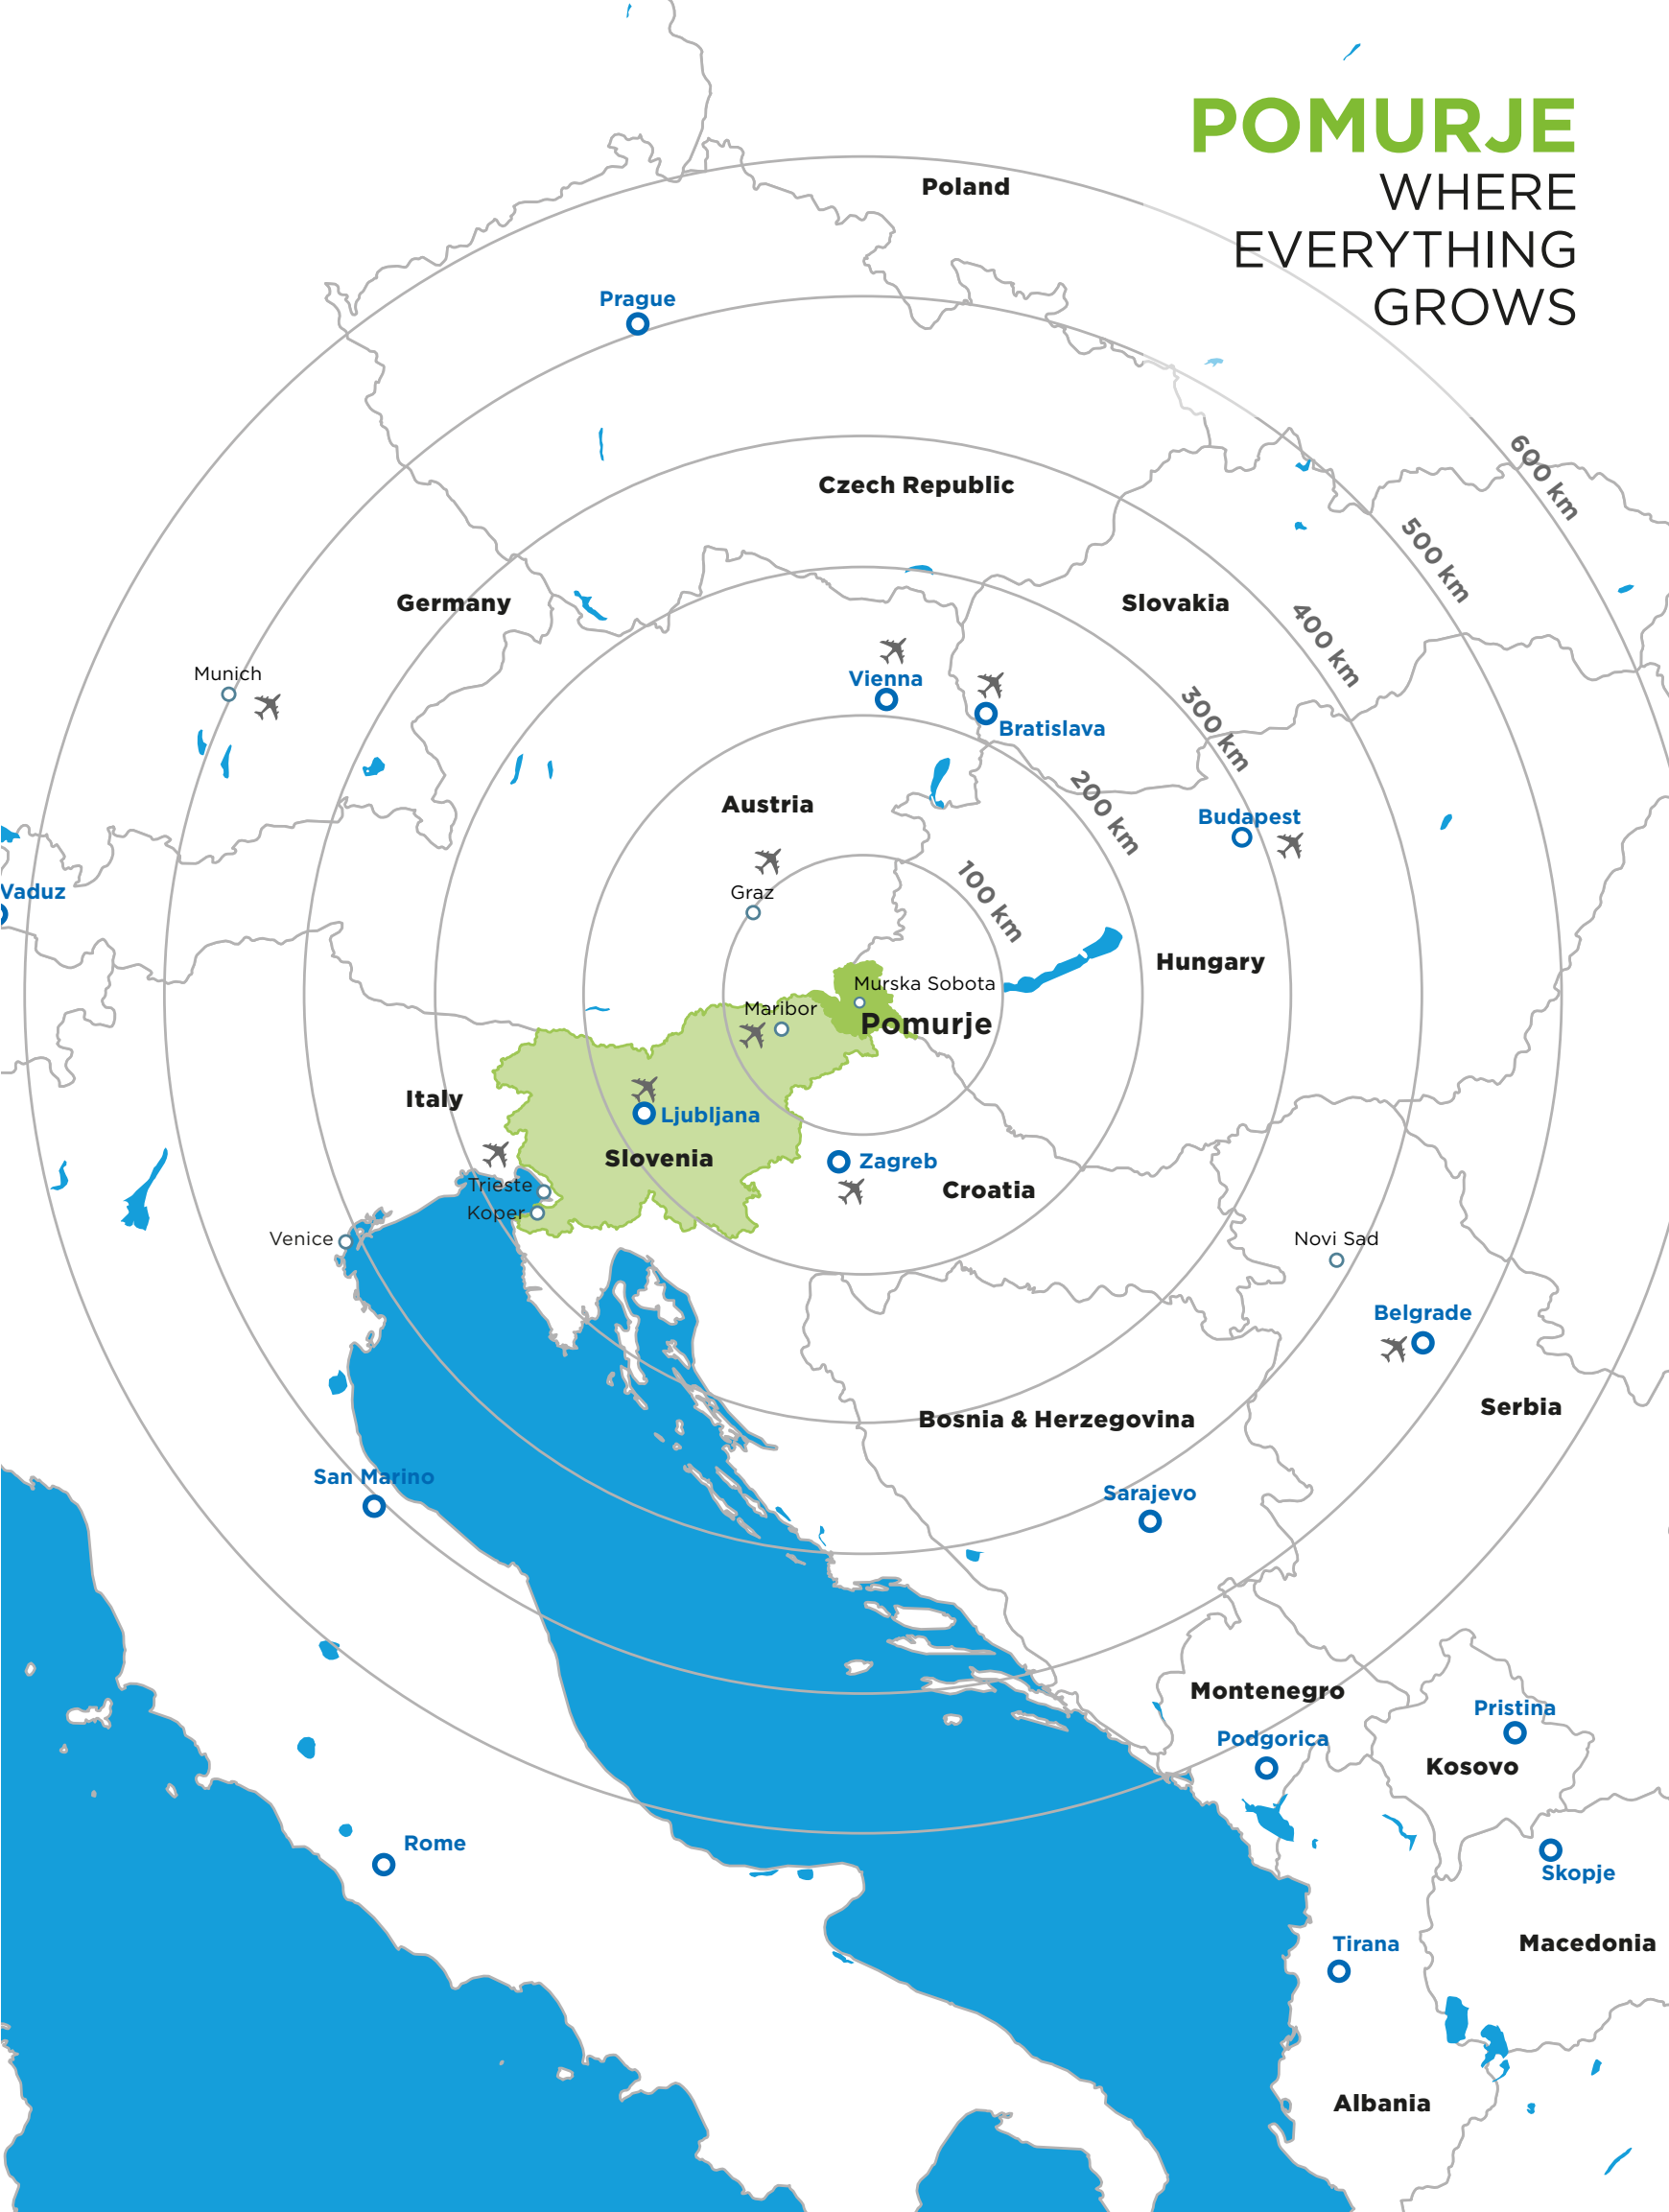 POMURJE
WHERE
EVERYTHING
GROWS
Poland
Prague
600 km
Czech Republic
500 km
Germany
Slovakia
400 km
Munich
Vienna
300 km
Bratislava
200 km
Austria
Budapest
Vaduz
Graz
100 km
Hungary
Murska Sobota
Maribor
Pomurje
Italy
Ljubljana
Slovenia
Zagreb
Trieste
Croatia
Koper
Venice
Novi Sad
Belgrade
Serbia
Bosnia & Herzegovina
San Marino
Sarajevo
Montenegro
Pristina
Podgorica
Kosovo
Rome
Skopje
Tirana
Macedonia
Albania